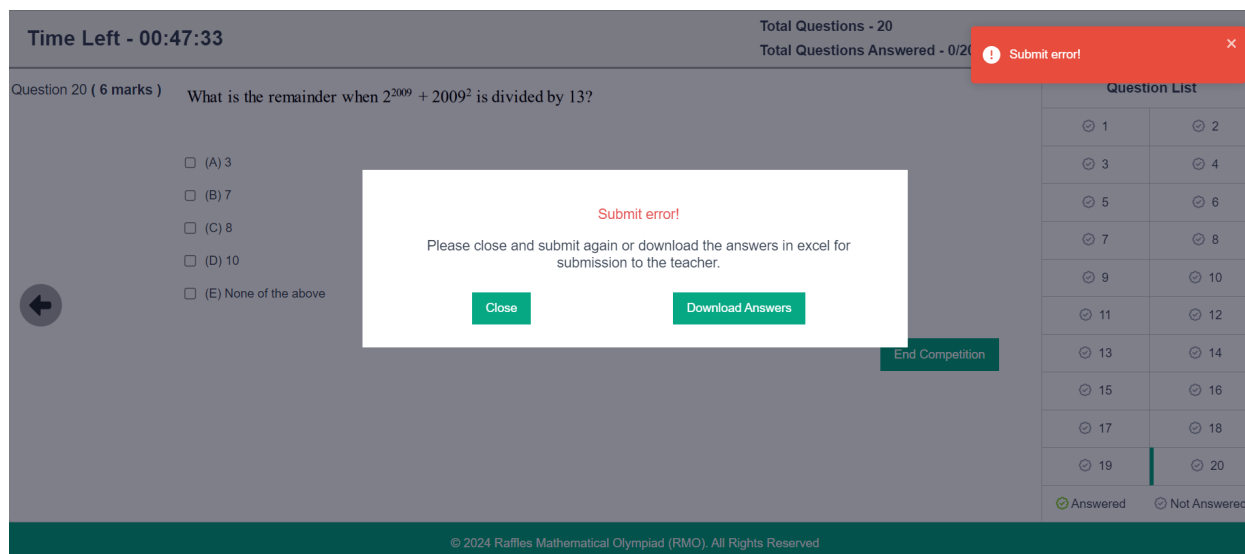 Time Left - 00:47:33
Total Questions - 20
Total Questions Answered - 0/20
Submit error!
Question 20 ( 6 marks )
What is the remainder when 2²⁰⁰⁹ + 2009² is divided by 13?
(A) 3
(B) 7
(C) 8
(D) 10
(E) None of the above
Submit error!
Please close and submit again or download the answers in excel for
submission to the teacher.
Close
Download Answers
End Competition
Question List
1 2
3 4
5 6
7 8
9 10
11 12
13 14
15 16
17 18
19 20
Answered Not Answered
© 2024 Raffles Mathematical Olympiad (RMO). All Rights Reserved